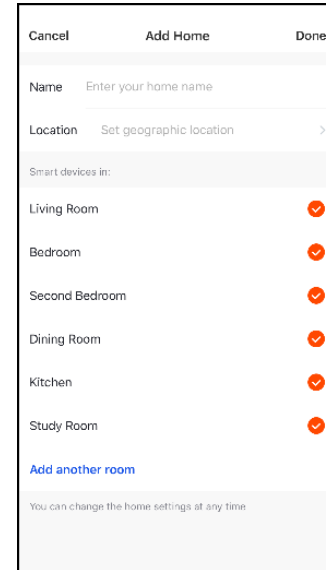 Cancel Add Home Done
Name Enter your home name
Location Set geographic location
Smart devices in:
Living Room
Bedroom
Second Bedroom
Dining Room
Kitchen
Study Room
Add another room
You can change the home settings at any time